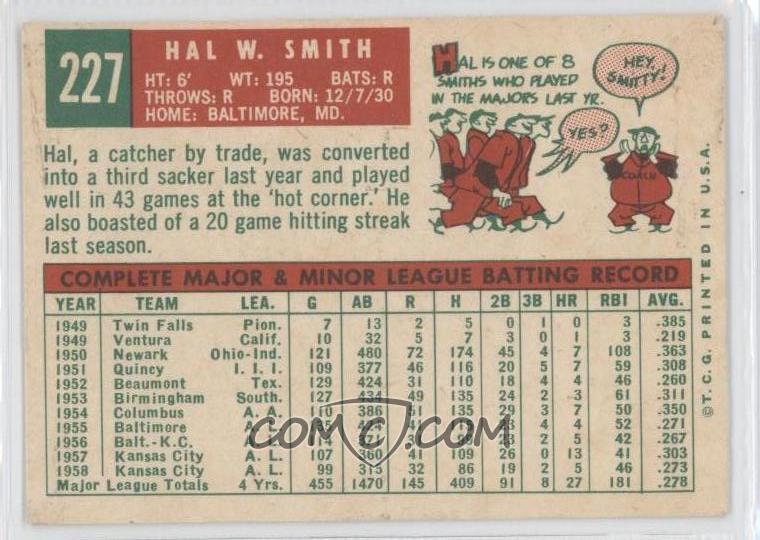 227
HAL W. SMITH
HT: 6' WT: 195 BATS: R
THROWS: R BORN: 12/7/30
HOME: BALTIMORE, MD.
HAL IS ONE OF 8
SMITHS WHO PLAYED
IN THE MAJORS LAST YR.
HEY,
SMITTY!
YES?
COACH
Hal, a catcher by trade, was converted
into a third sacker last year and played
well in 43 games at the 'hot corner.' He
also boasted of a 20 game hitting streak
last season.
COMPLETE MAJOR & MINOR LEAGUE BATTING RECORD
YEAR TEAM LEA. G AB R H 2B 3B HR RBI AVG.
1949 Twin Falls Pion. 7 13 2 5 0 1 0 3 .385
1949 Ventura Calif. 10 32 5 7 3 0 1 3 .219
1950 Newark Ohio-Ind. 121 480 72 174 45 4 7 108 .363
1951 Quincy I. I. I. 109 377 46 116 20 5 7 59 .308
1952 Beaumont Tex. 129 424 31 110 18 4 4 46 .260
1953 Birmingham South. 127 434 49 135 24 2 3 61 .311
1954 Columbus A. A. 110 386 51 135 29 3 7 50 .350
1955 Baltimore A. L. 4 4 52 .271
1956 Balt.-K.C. A. L. 371 2 5 42 .267
1957 Kansas City A. L. 107 360 41 109 26 0 13 41 .303
1958 Kansas City A. L. 99 315 32 86 19 2 5 46 .273
Major League Totals 4 Yrs. 455 1470 145 409 91 8 27 181 .278
© T. C. G. PRINTED IN U.S.A.
COMC.COM